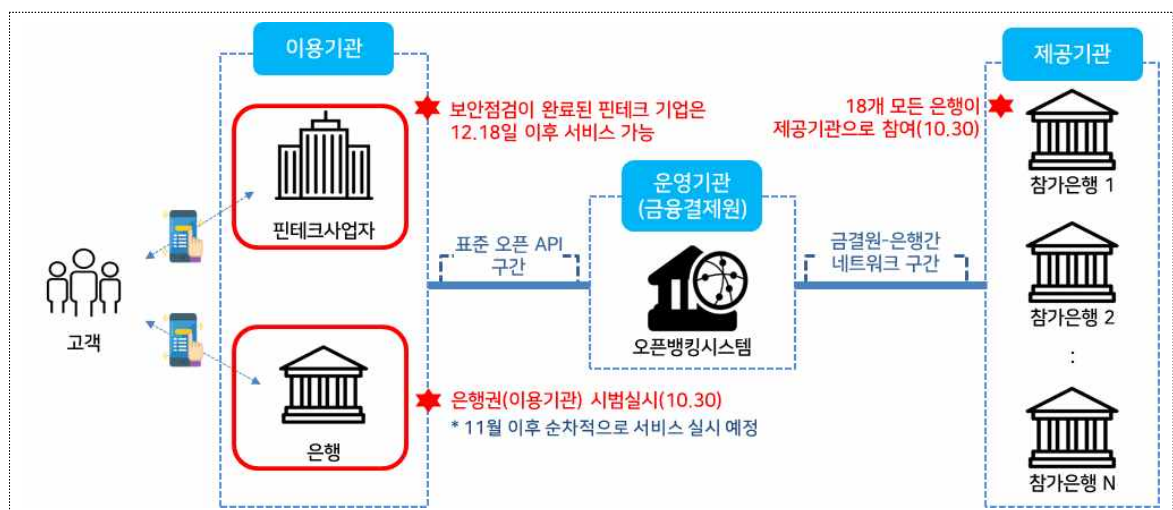 이용기관
제공기관
보안점검이 완료된 핀테크 기업은
12.18일 이후 서비스 가능
18개 모든 은행이
제공기관으로 참여(10.30)
운영기관
(금융결제원)
핀테크사업자
참가은행 1
표준 오픈 API
구간
금결원-은행간
네트워크 구간
고객
오픈뱅킹시스템
참가은행 2
:
은행권(이용기관) 시범실시(10.30)
* 11월 이후 순차적으로 서비스 실시 예정
은행
참가은행 N